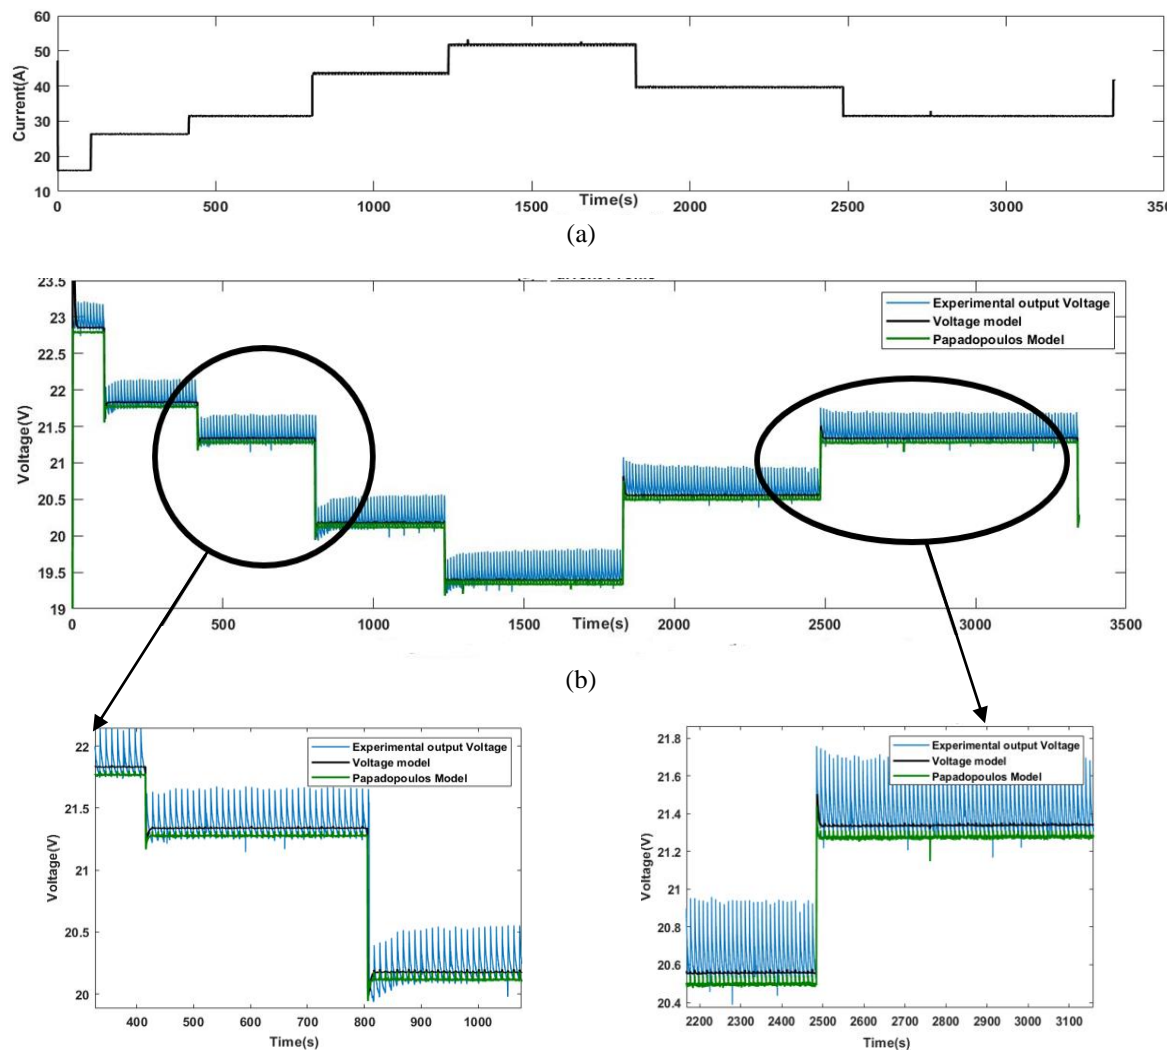 60
50
40
30
20
10
Current(A)
0 500 1000 1500 2000 2500 3000 350
Time(s)
(a)
23.5
23
22.5
22
21.5
21
20.5
20
19.5
19
Voltage(V)
Experimental output Voltage
Voltage model
Papadopoulos Model
0 500 1000 1500 2000 2500 3000 3500
Time(s)
(b)
22
21.5
21
20.5
20
Voltage(V)
Experimental output Voltage
Voltage model
Papadopoulos Model
400 500 600 700 800 900 1000
Time(s)
21.8
21.6
21.4
21.2
21
20.8
20.6
20.4
Voltage(V)
Experimental output Voltage
Voltage model
Papadopoulos Model
2200 2300 2400 2500 2600 2700 2800 2900 3000 3100
Time(s)